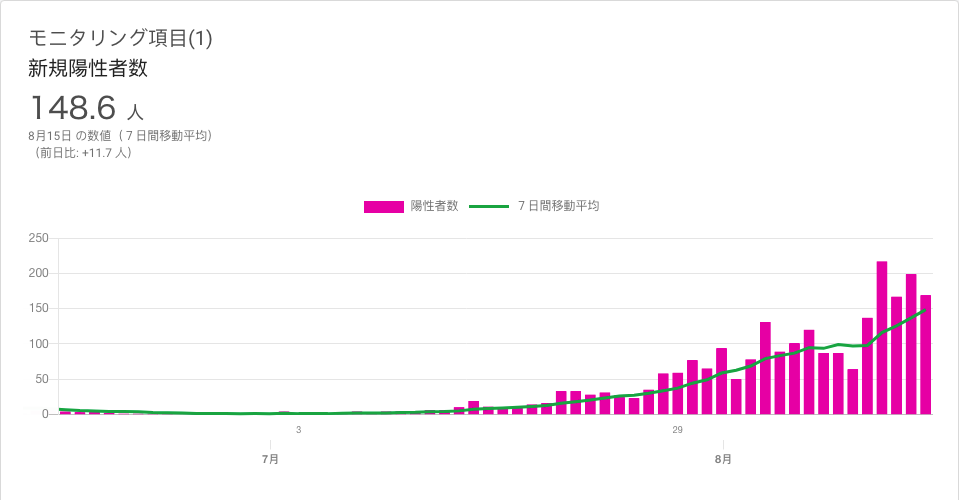 モニタリング項目(1)
新規陽性者数
148.6 人
8月15日 の数値（７日間移動平均）
（前日比: +11.7 人）
陽性者数 ７日間移動平均
250
200
150
100
50
0
3 29
7月 8月